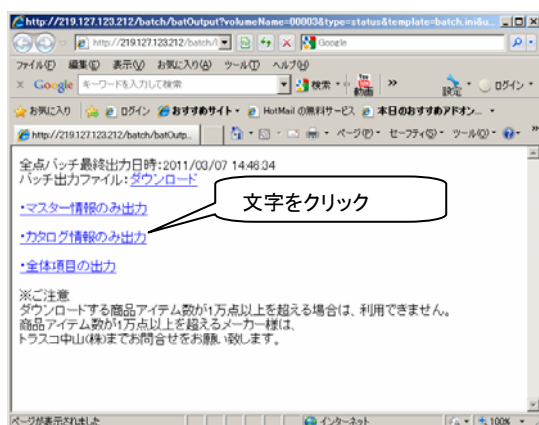 http://219.127.123.212/batch/batOutput?volumeName=00003&type=status&template=batch.ini&u...
http://219.127.123.212/batch/
Google
ファイル(F) 編集(E) 表示(V) お気に入り(A) ツール(T) ヘルプ(H)
Google キーワードを入力して検索 検索 動画 » 設定 ログイン
お気に入り ログイン おすすめサイト HotMail の無料サービス 本日のおすすめアドオン...
http://219.127.123.212/batch/batOutp... ページ(P) セーフティ(S) ツール(O) »
全点バッチ最終出力日時:2011/03/07 14:46:34
バッチ出力ファイル:ダウンロード
文字をクリック
・マスター情報のみ出力
・カタログ情報のみ出力
・全体項目の出力
※ご注意
ダウンロードする商品アイテム数が1万点以上を超える場合は、利用できません。
商品アイテム数が1万点以上を超えるメーカー様は、
トラスコ中山(株)までお問合せをお願い致します。
ページが表示されました インターネット 100%